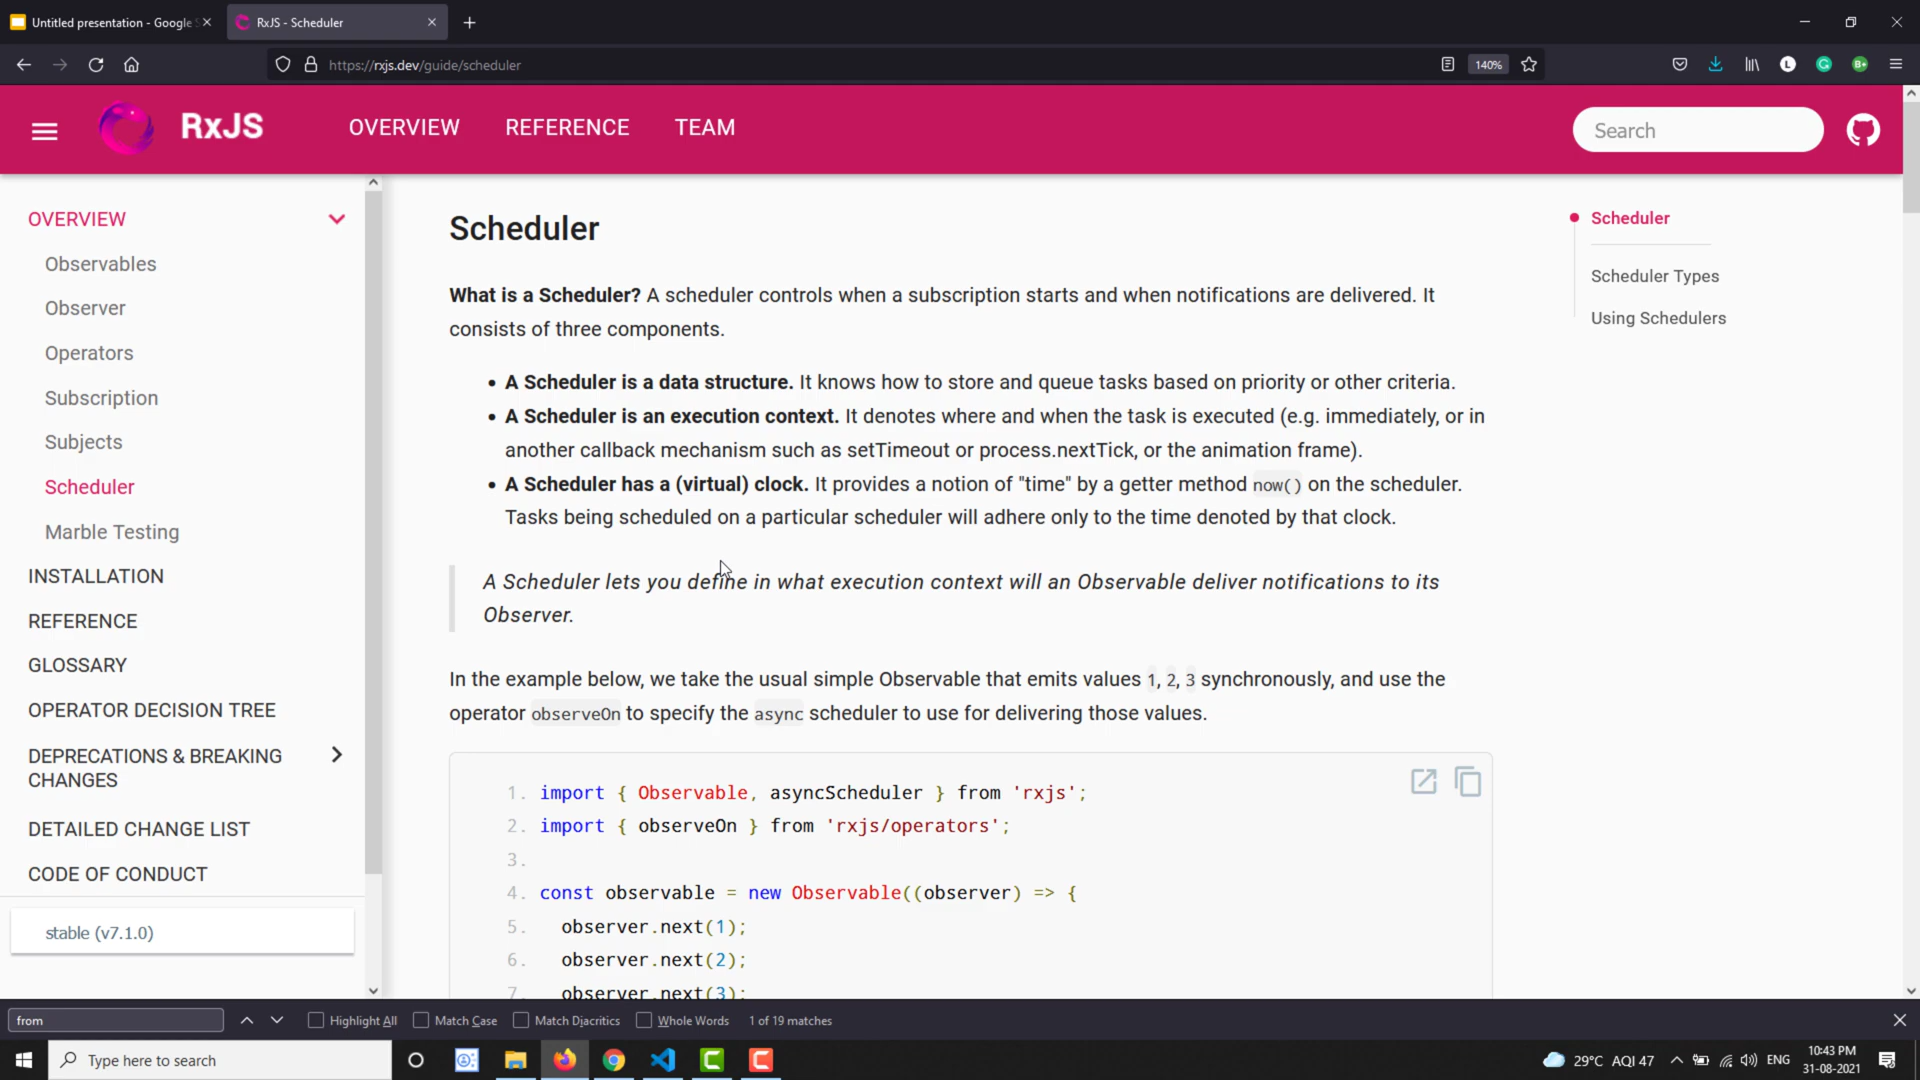 Untitled presentation - Google S
RxJS - Scheduler
https://rxjs.dev/guide/scheduler
140%
RxJS
OVERVIEW
REFERENCE
TEAM
Search
OVERVIEW
Observables
Observer
Operators
Subscription
Subjects
Scheduler
Marble Testing
INSTALLATION
REFERENCE
GLOSSARY
OPERATOR DECISION TREE
DEPRECATIONS & BREAKING
CHANGES
DETAILED CHANGE LIST
CODE OF CONDUCT
stable (v7.1.0)
Scheduler
What is a Scheduler? A scheduler controls when a subscription starts and when notifications are delivered. It
consists of three components.
• A Scheduler is a data structure. It knows how to store and queue tasks based on priority or other criteria.
• A Scheduler is an execution context. It denotes where and when the task is executed (e.g. immediately, or in
another callback mechanism such as setTimeout or process.nextTick, or the animation frame).
• A Scheduler has a (virtual) clock. It provides a notion of "time" by a getter method now() on the scheduler.
Tasks being scheduled on a particular scheduler will adhere only to the time denoted by that clock.
A Scheduler lets you define in what execution context will an Observable deliver notifications to its
Observer.
In the example below, we take the usual simple Observable that emits values 1, 2, 3 synchronously, and use the
operator observeOn to specify the async scheduler to use for delivering those values.
1. import { Observable, asyncScheduler } from 'rxjs';
2. import { observeOn } from 'rxjs/operators';
3.
4. const observable = new Observable((observer) => {
5. observer.next(1);
6. observer.next(2);
7. observer.next(3);
Scheduler
Scheduler Types
Using Schedulers
from
Highlight All
Match Case
Match Diacritics
Whole Words
1 of 19 matches
Type here to search
29°C AQI 47
ENG
10:43 PM
31-08-2021